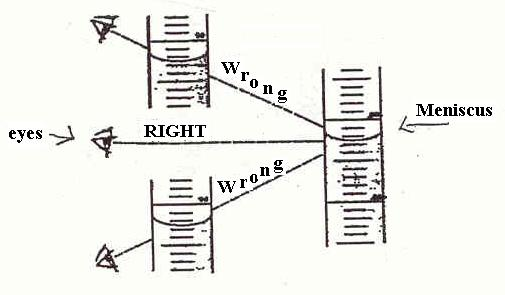 Wrong
Meniscus
eyes
RIGHT
Wrong